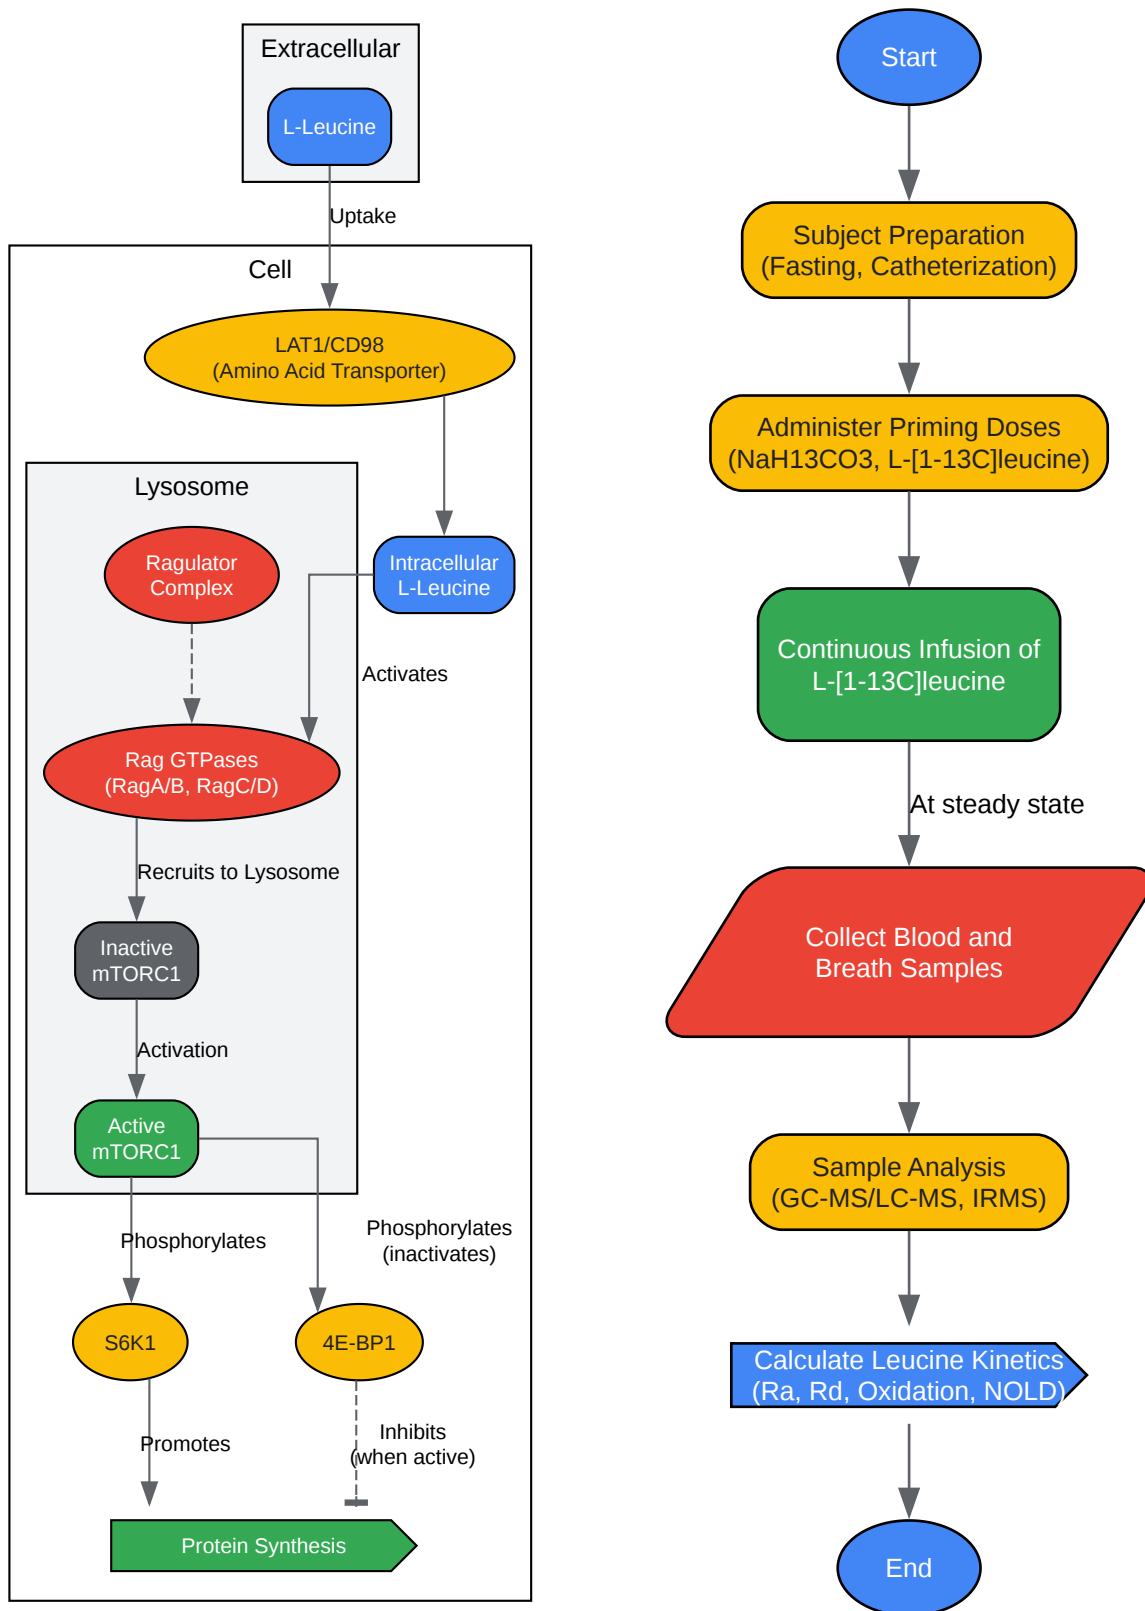 Extracellular
L-Leucine
Uptake
Cell
LAT1/CD98
(Amino Acid Transporter)
Lysosome
Ragulator
Complex
Intracellular
L-Leucine
Activates
Rag GTPases
(RagA/B, RagC/D)
Recruits to Lysosome
Inactive
mTORC1
Activation
Active
mTORC1
Phosphorylates
Phosphorylates
(inactivates)
S6K1
4E-BP1
Promotes
Inhibits
(when active)
Protein Synthesis
Start
Subject Preparation
(Fasting, Catheterization)
Administer Priming Doses
(NaH13CO3, L-[1-13C]leucine)
Continuous Infusion of
L-[1-13C]leucine
At steady state
Collect Blood and
Breath Samples
Sample Analysis
(GC-MS/LC-MS, IRMS)
Calculate Leucine Kinetics
(Ra, Rd, Oxidation, NOLD)
End